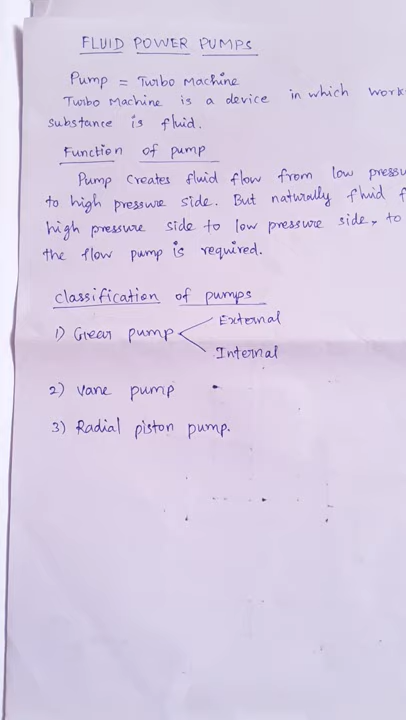 FLUID POWER PUMPS
Pump = Turbo Machine
Turbo Machine is a device in which work
substance is fluid.
Function of pump
Pump creates fluid flow from low pressu
to high pressure side. But naturally fluid f
high pressure side to low pressure side, to
the flow pump is required.
Classification of pumps
1) Gear pump
External
Internal
2) Vane pump
3) Radial piston pump.